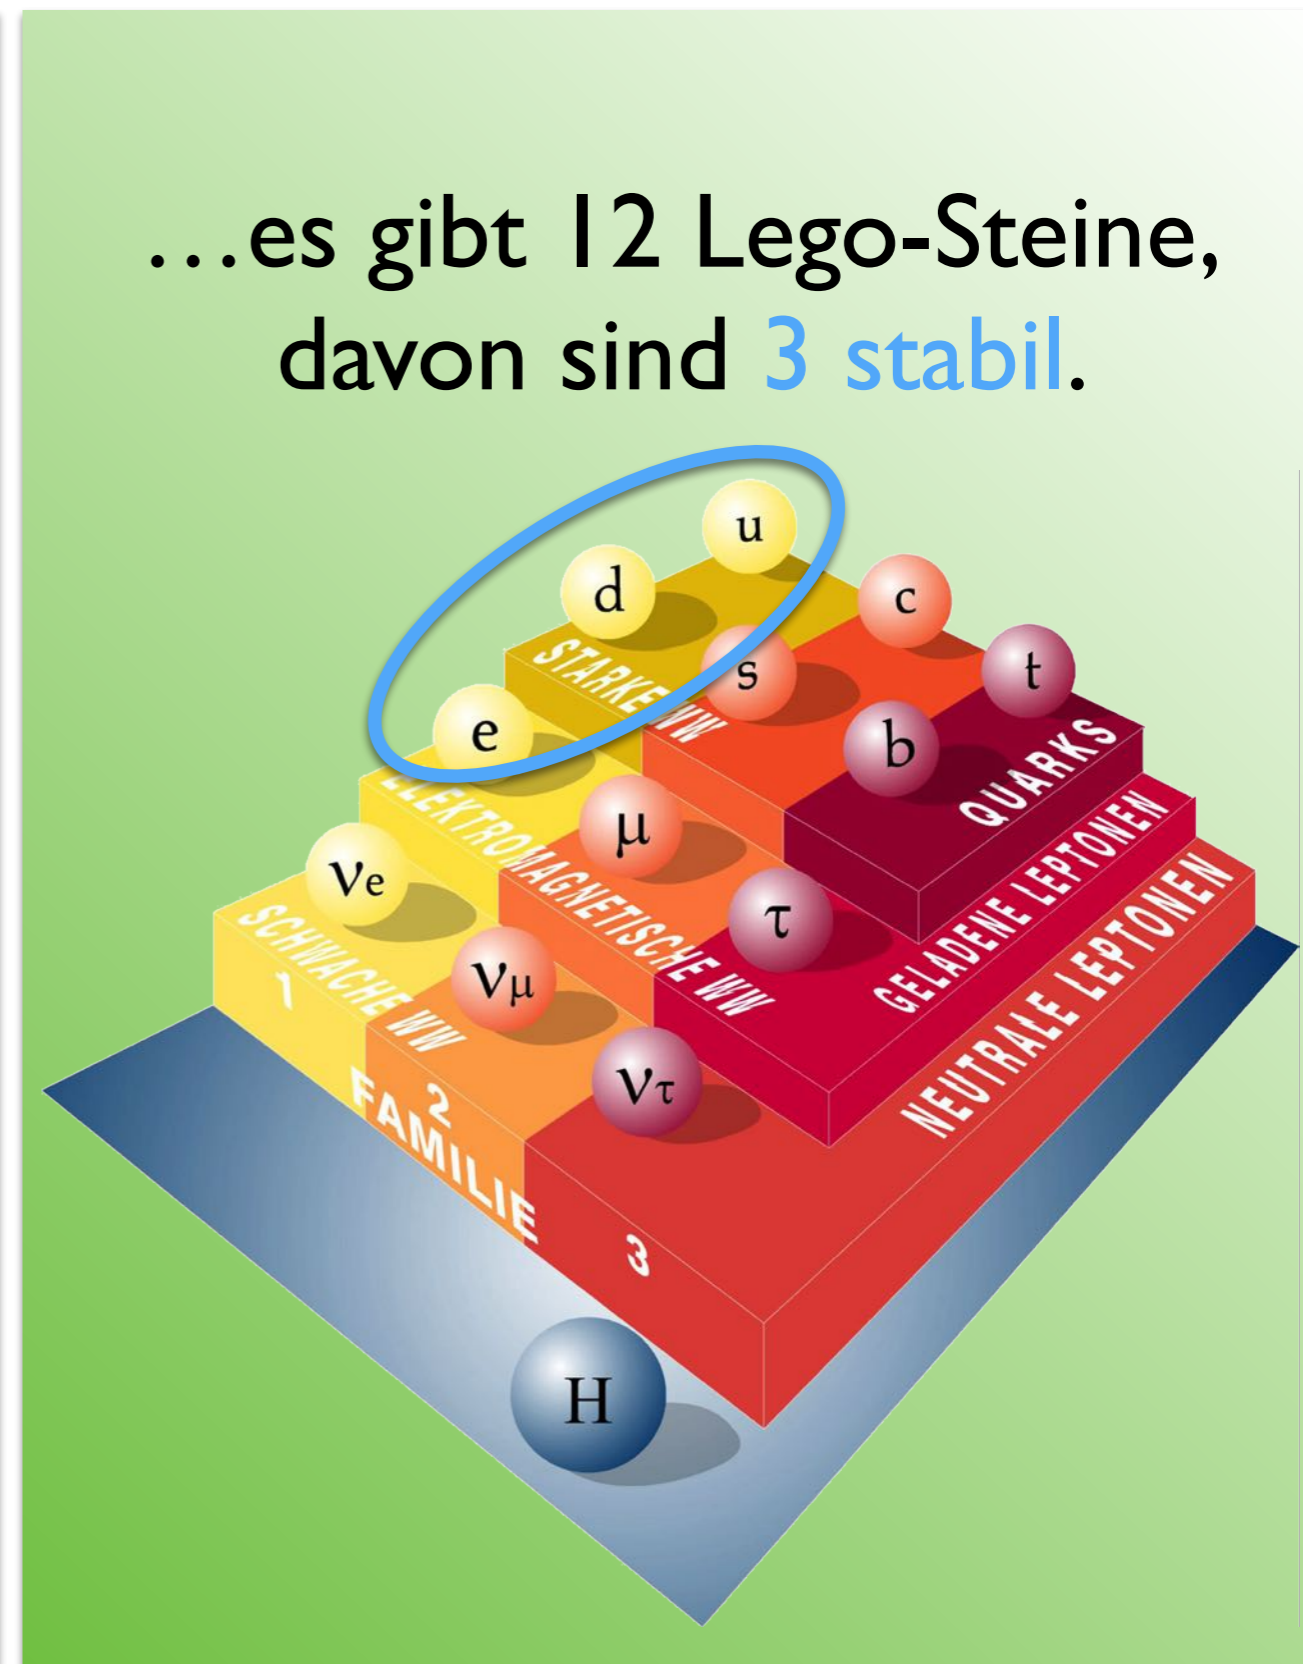 …es gibt 12 Lego-Steine,
davon sind 3 stabil.
u
d
c
s
t
STARKE WW
e
b
QUARKS
μ
ELEKTROMAGNETISCHE WW
νe
τ
GELADENE LEPTONEN
SCHWACHE WW
νμ
1
ντ
NEUTRALE LEPTONEN
2
FAMILIE
3
H